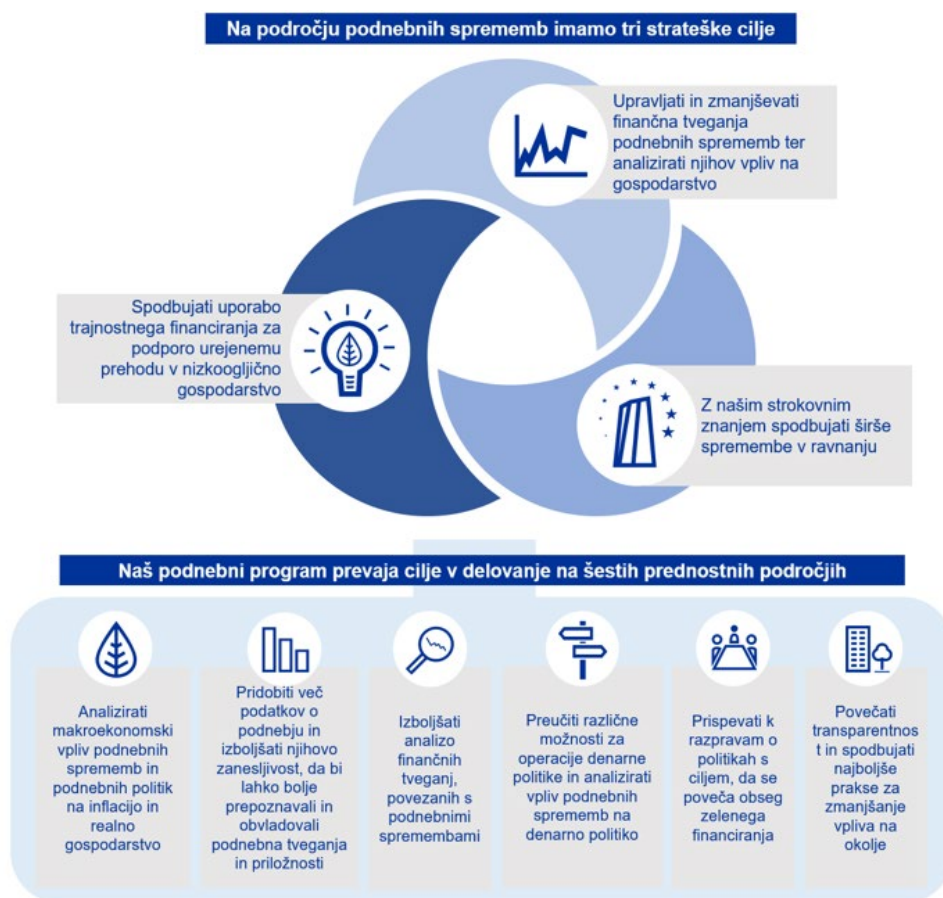 Na področju podnebnih sprememb imamo tri strateške cilje
Upravljati in zmanjševati
finančna tveganja
podnebnih sprememb ter
analizirati njihov vpliv na
gospodarstvo
Spodbujati uporabo
trajnostnega financiranja za
podporo urejenemu
prehodu v nizkoogljično
gospodarstvo
Z našim strokovnim
znanjem spodbujati širše
spremembe v ravnanju
Naš podnebni program prevaja cilje v delovanje na šestih prednostnih področjih
Analizirati
makroekonomski
vpliv podnebnih
sprememb in
podnebnih politik
na inflacijo in
realno
gospodarstvo
Pridobiti več
podatkov o
podnebju in
izboljšati njihovo
zanesljivost, da bi
lahko bolje
prepoznavali in
obvladovali
podnebna tveganja
in priložnosti
Izboljšati
analizo
finančnih
tveganj,
povezanih s
podnebnimi
spremembami
Preučiti različne
možnosti za
operacije denarne
politike in analizirati
vpliv podnebnih
sprememb na
denarno politiko
Prispevati k
razpravam o
politikah s
ciljem, da se
poveča obseg
zelenega
financiranja
Povečati
transparentnos
t in spodbujati
najboljše
prakse za
zmanjšanje
vpliva na
okolje